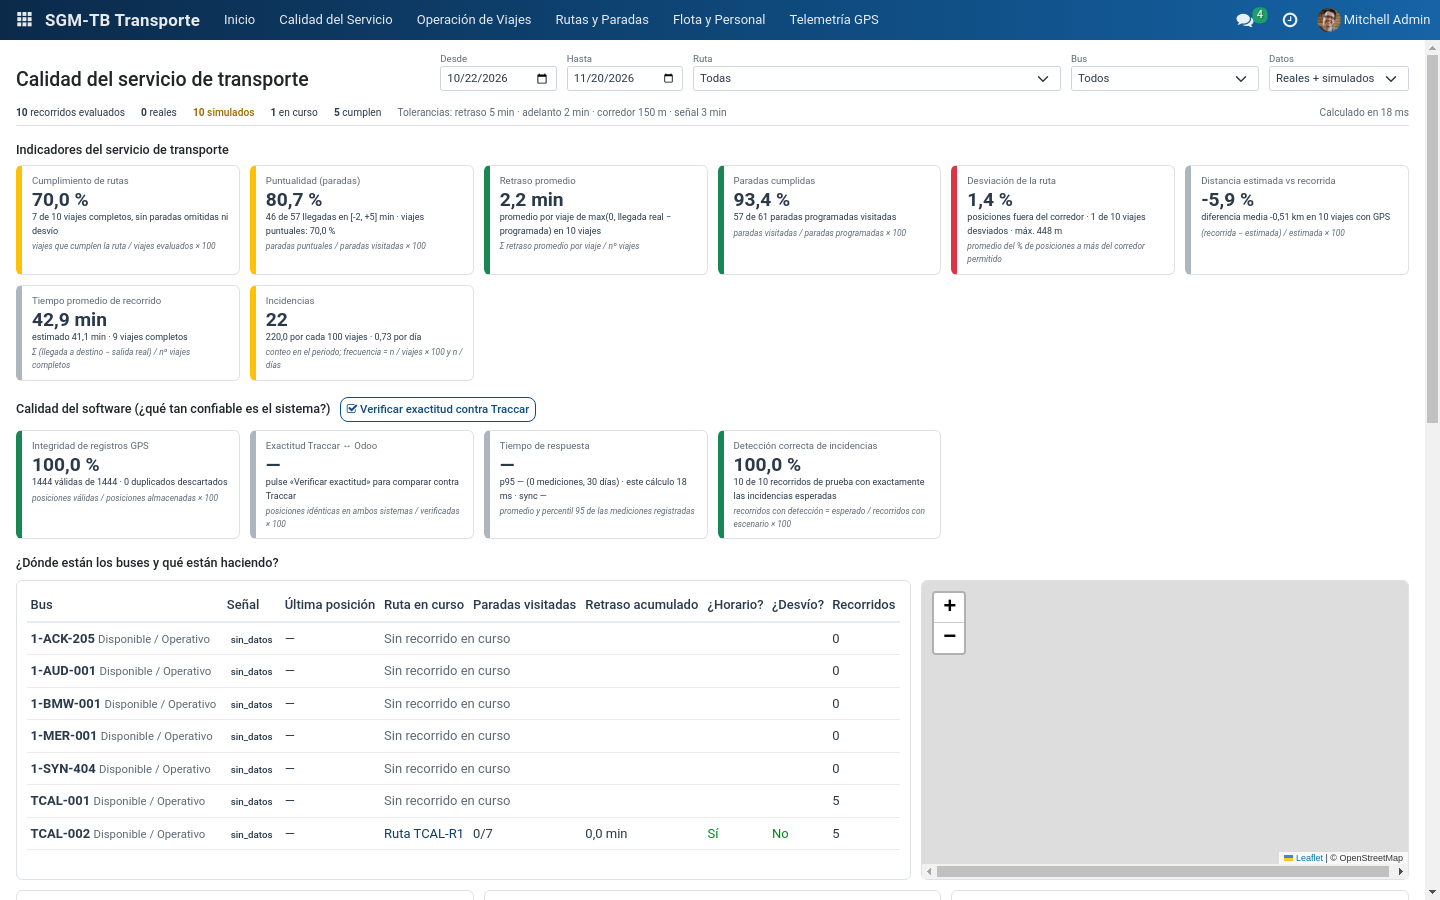 SGM-TB Transporte Inicio Calidad del Servicio Operación de Viajes Rutas y Paradas Flota y Personal Telemetría GPS 4 Mitchell Admin
Calidad del servicio de transporte
Desde Hasta Ruta Bus Datos
10/22/2026 11/20/2026 Todas Todos Reales + simulados
10 recorridos evaluados 0 reales 10 simulados 1 en curso 5 cumplen Tolerancias: retraso 5 min · adelanto 2 min · corredor 150 m · señal 3 min Calculado en 18 ms
Indicadores del servicio de transporte
Cumplimiento de rutas
70,0 %
7 de 10 viajes completos, sin paradas omitidas ni
desvío
viajes que cumplen la ruta / viajes evaluados × 100
Puntualidad (paradas)
80,7 %
46 de 57 llegadas en [-2, +5] min · viajes
puntuales: 70,0 %
paradas puntuales / paradas visitadas × 100
Retraso promedio
2,2 min
promedio por viaje de max(0, llegada real −
programada) en 10 viajes
Σ retraso promedio por viaje / nº viajes
Paradas cumplidas
93,4 %
57 de 61 paradas programadas visitadas
paradas visitadas / paradas programadas × 100
Desviación de la ruta
1,4 %
posiciones fuera del corredor · 1 de 10 viajes
desviados · máx. 448 m
promedio del % de posiciones a más del corredor
permitido
Distancia estimada vs recorrida
-5,9 %
diferencia media -0,51 km en 10 viajes con GPS
(recorrida − estimada) / estimada × 100
Tiempo promedio de recorrido
42,9 min
estimado 41,1 min · 9 viajes completos
Σ (llegada a destino − salida real) / nº viajes
completos
Incidencias
22
220,0 por cada 100 viajes · 0,73 por día
conteo en el periodo; frecuencia = n / viajes × 100 y n /
días
Calidad del software (¿qué tan confiable es el sistema?) Verificar exactitud contra Traccar
Integridad de registros GPS
100,0 %
1444 válidas de 1444 · 0 duplicados descartados
posiciones válidas / posiciones almacenadas × 100
Exactitud Traccar ↔ Odoo
—
pulse «Verificar exactitud» para comparar contra
Traccar
posiciones idénticas en ambos sistemas / verificadas
× 100
Tiempo de respuesta
—
p95 — (0 mediciones, 30 días) · este cálculo 18
ms · sync —
promedio y percentil 95 de las mediciones registradas
Detección correcta de incidencias
100,0 %
10 de 10 recorridos de prueba con exactamente
las incidencias esperadas
recorridos con detección = esperado / recorridos con
escenario × 100
¿Dónde están los buses y qué están haciendo?
Bus Señal Última posición Ruta en curso Paradas visitadas Retraso acumulado ¿Horario? ¿Desvío? Recorridos
1-ACK-205 Disponible / Operativo sin_datos — Sin recorrido en curso 0
1-AUD-001 Disponible / Operativo sin_datos — Sin recorrido en curso 0
1-BMW-001 Disponible / Operativo sin_datos — Sin recorrido en curso 0
1-MER-001 Disponible / Operativo sin_datos — Sin recorrido en curso 0
1-SYN-404 Disponible / Operativo sin_datos — Sin recorrido en curso 0
TCAL-001 Disponible / Operativo sin_datos — Sin recorrido en curso 5
TCAL-002 Disponible / Operativo sin_datos — Ruta TCAL-R1 0/7 0,0 min Sí No 5
+
−
Leaflet | © OpenStreetMap